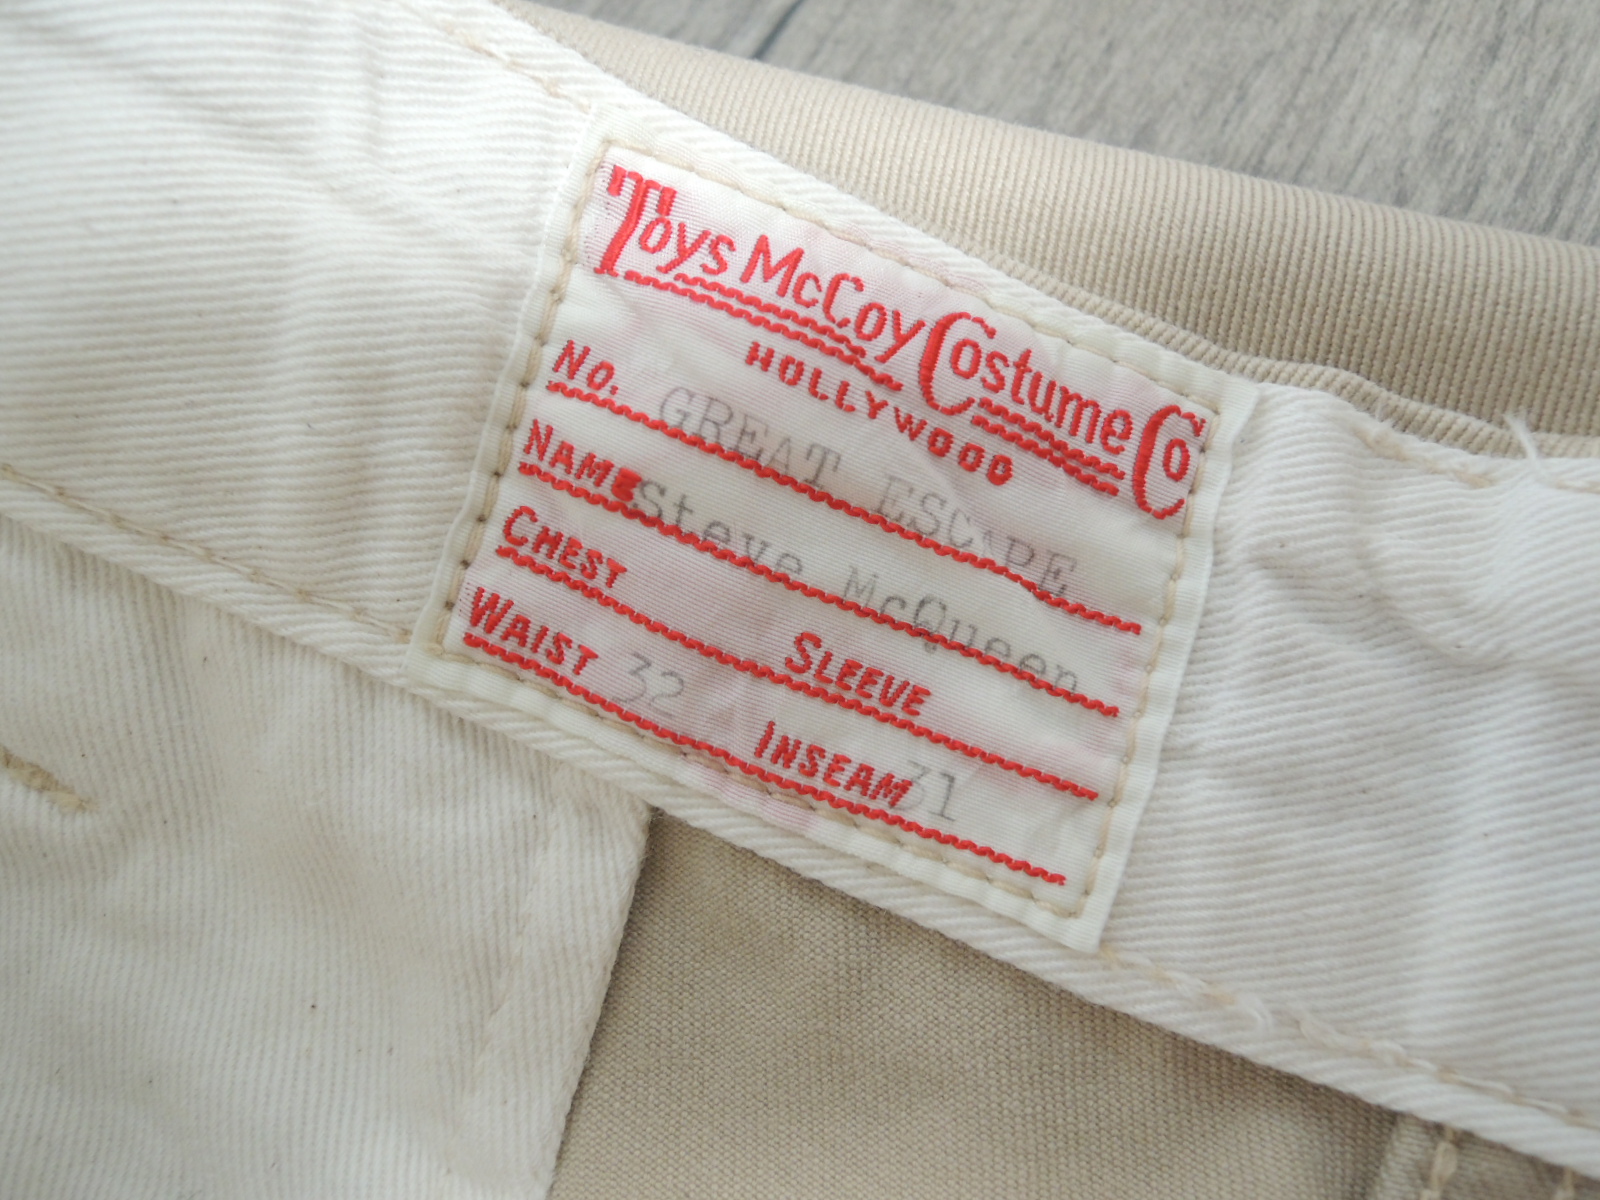 Toys McCoy Costume Co
HOLLYWOOD
NO. GREAT ESCAPE
NAME Steve McQueen
CHEST SLEEVE
WAIST 32 INSEAM 31